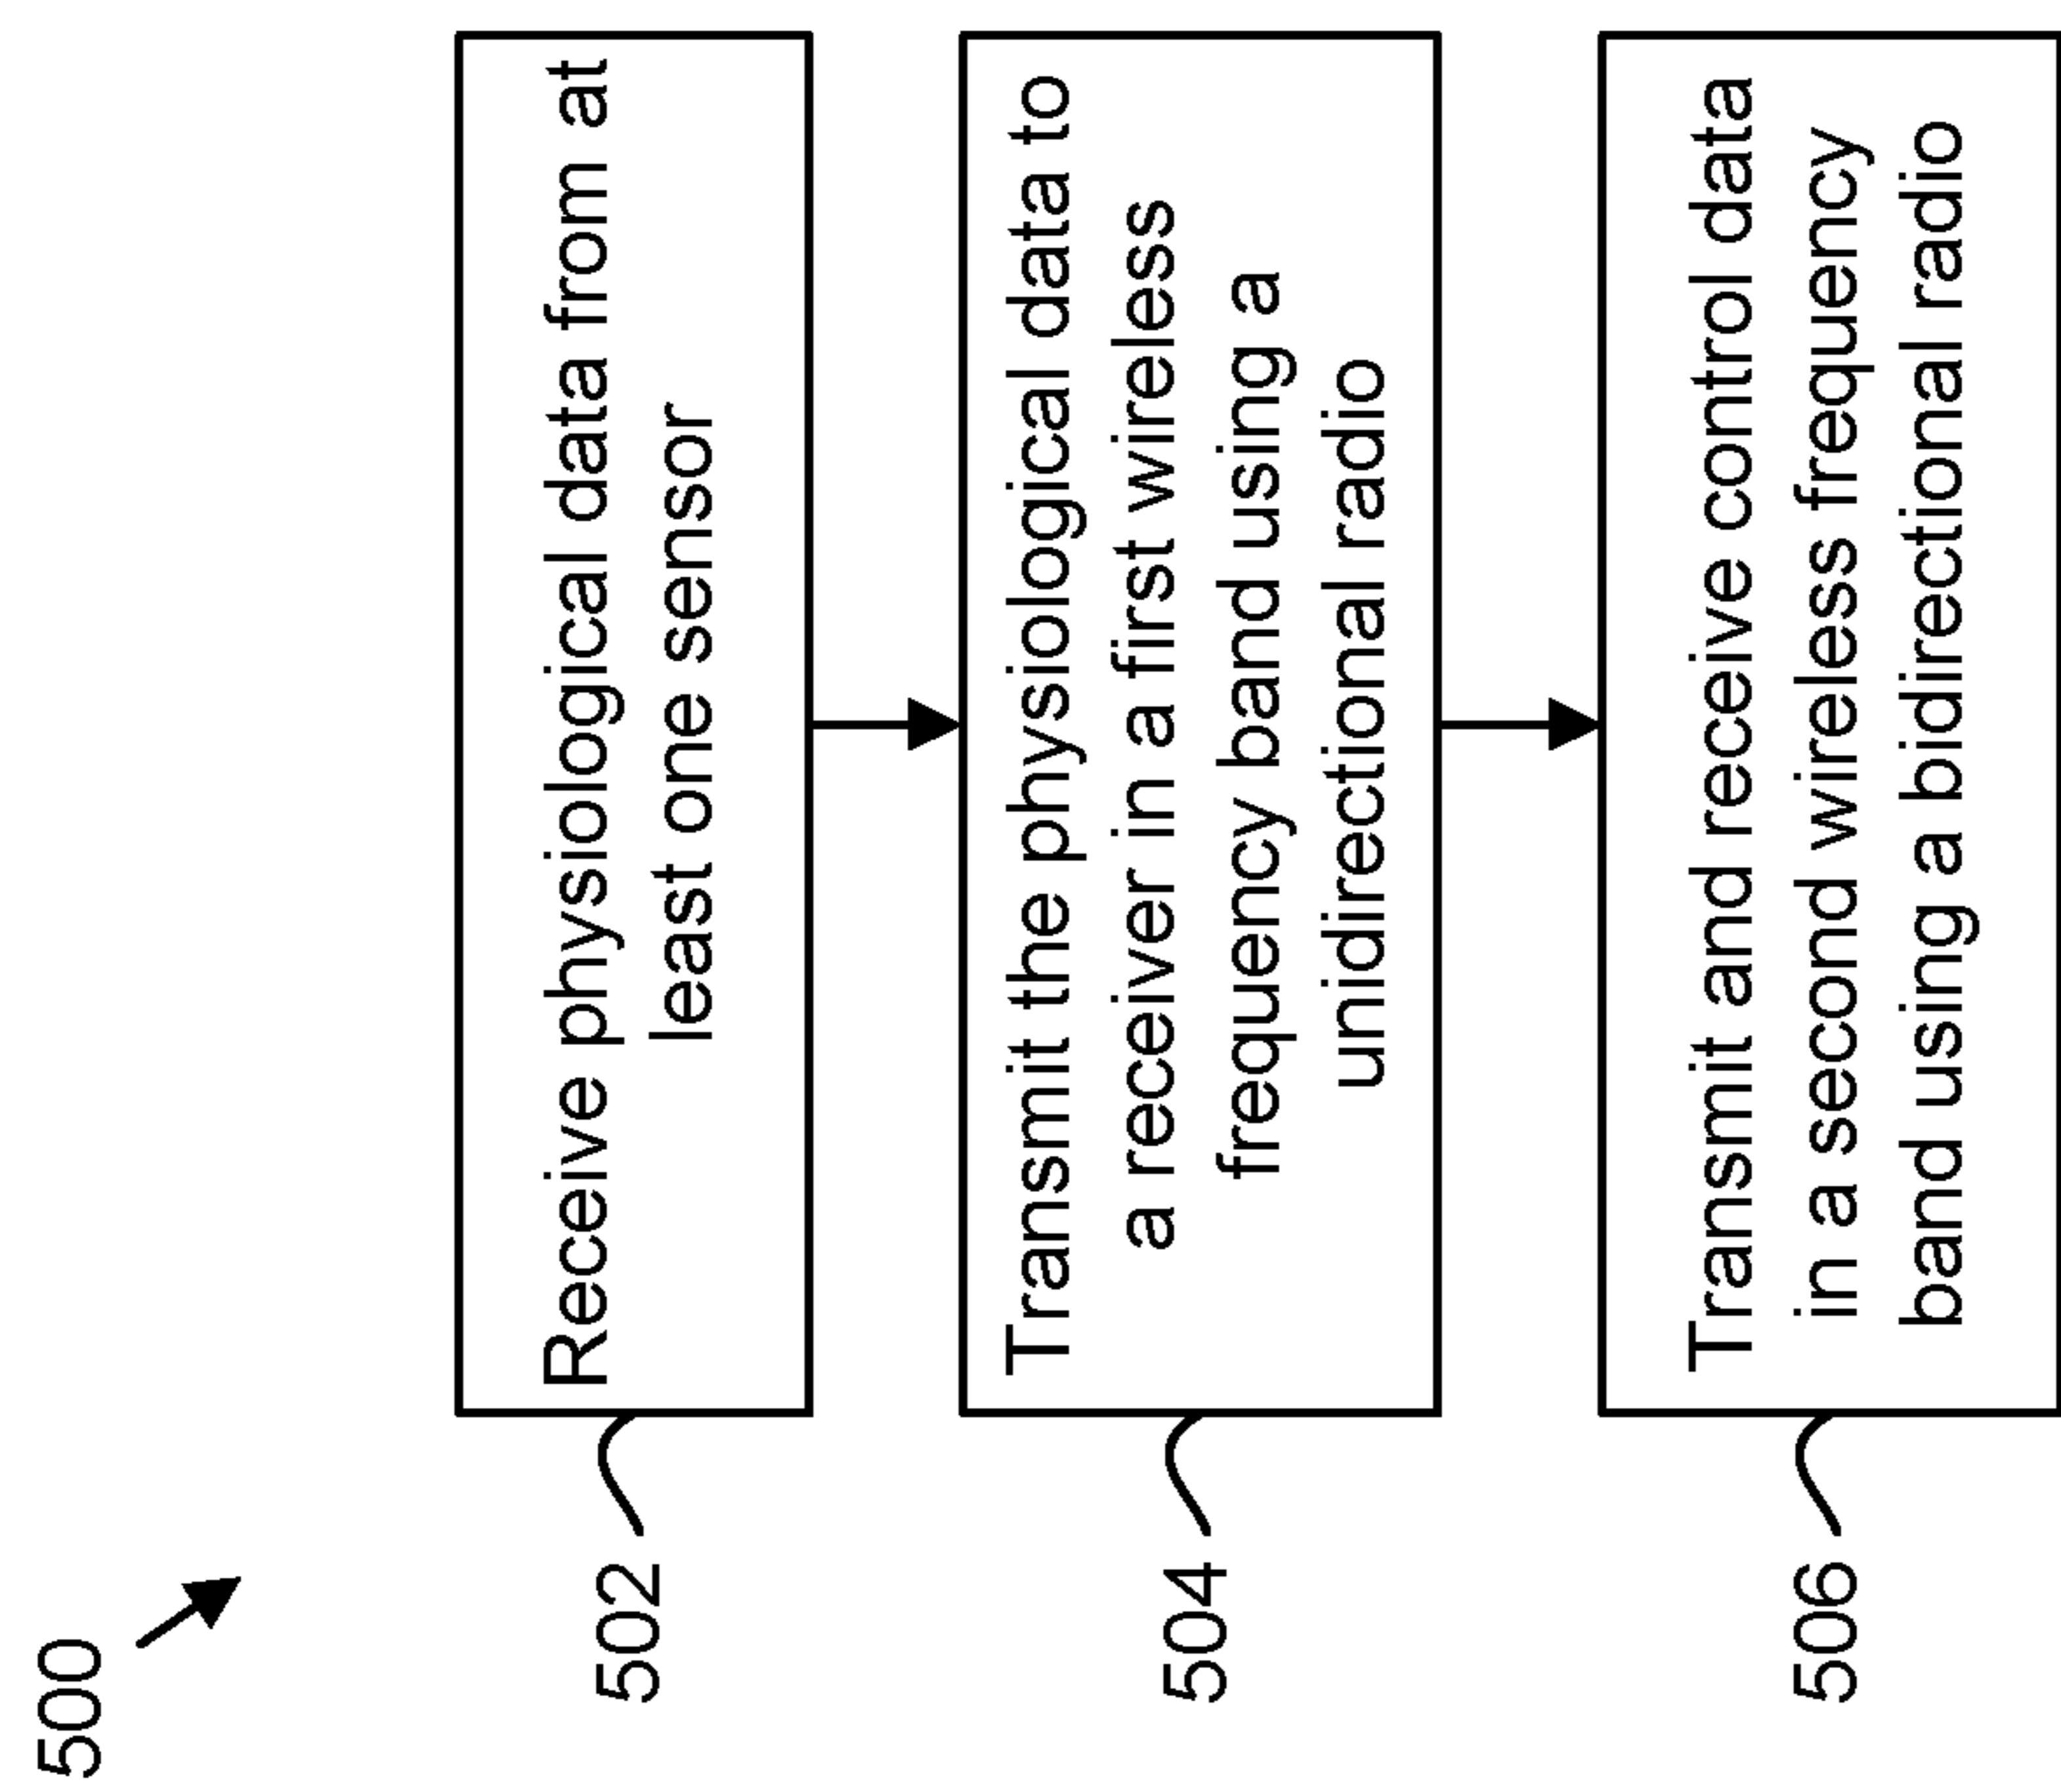 500
502
Receive physiological data from at
least one sensor
504
Transmit the physiological data to
a receiver in a first wireless
frequency band using a
unidirectional radio
506
Transmit and receive control data
in a second wireless frequency
band using a bidirectional radio